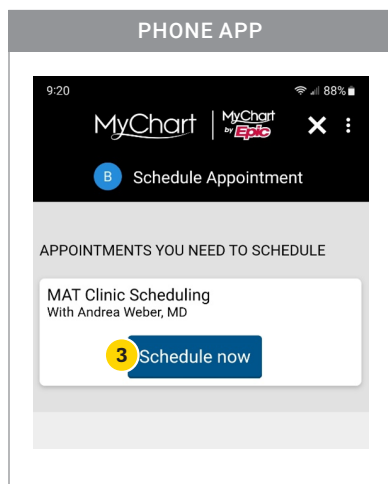 PHONE APP
9:20 88%
MyChart MyChart by Epic
B Schedule Appointment
APPOINTMENTS YOU NEED TO SCHEDULE
MAT Clinic Scheduling
With Andrea Weber, MD
3 Schedule now